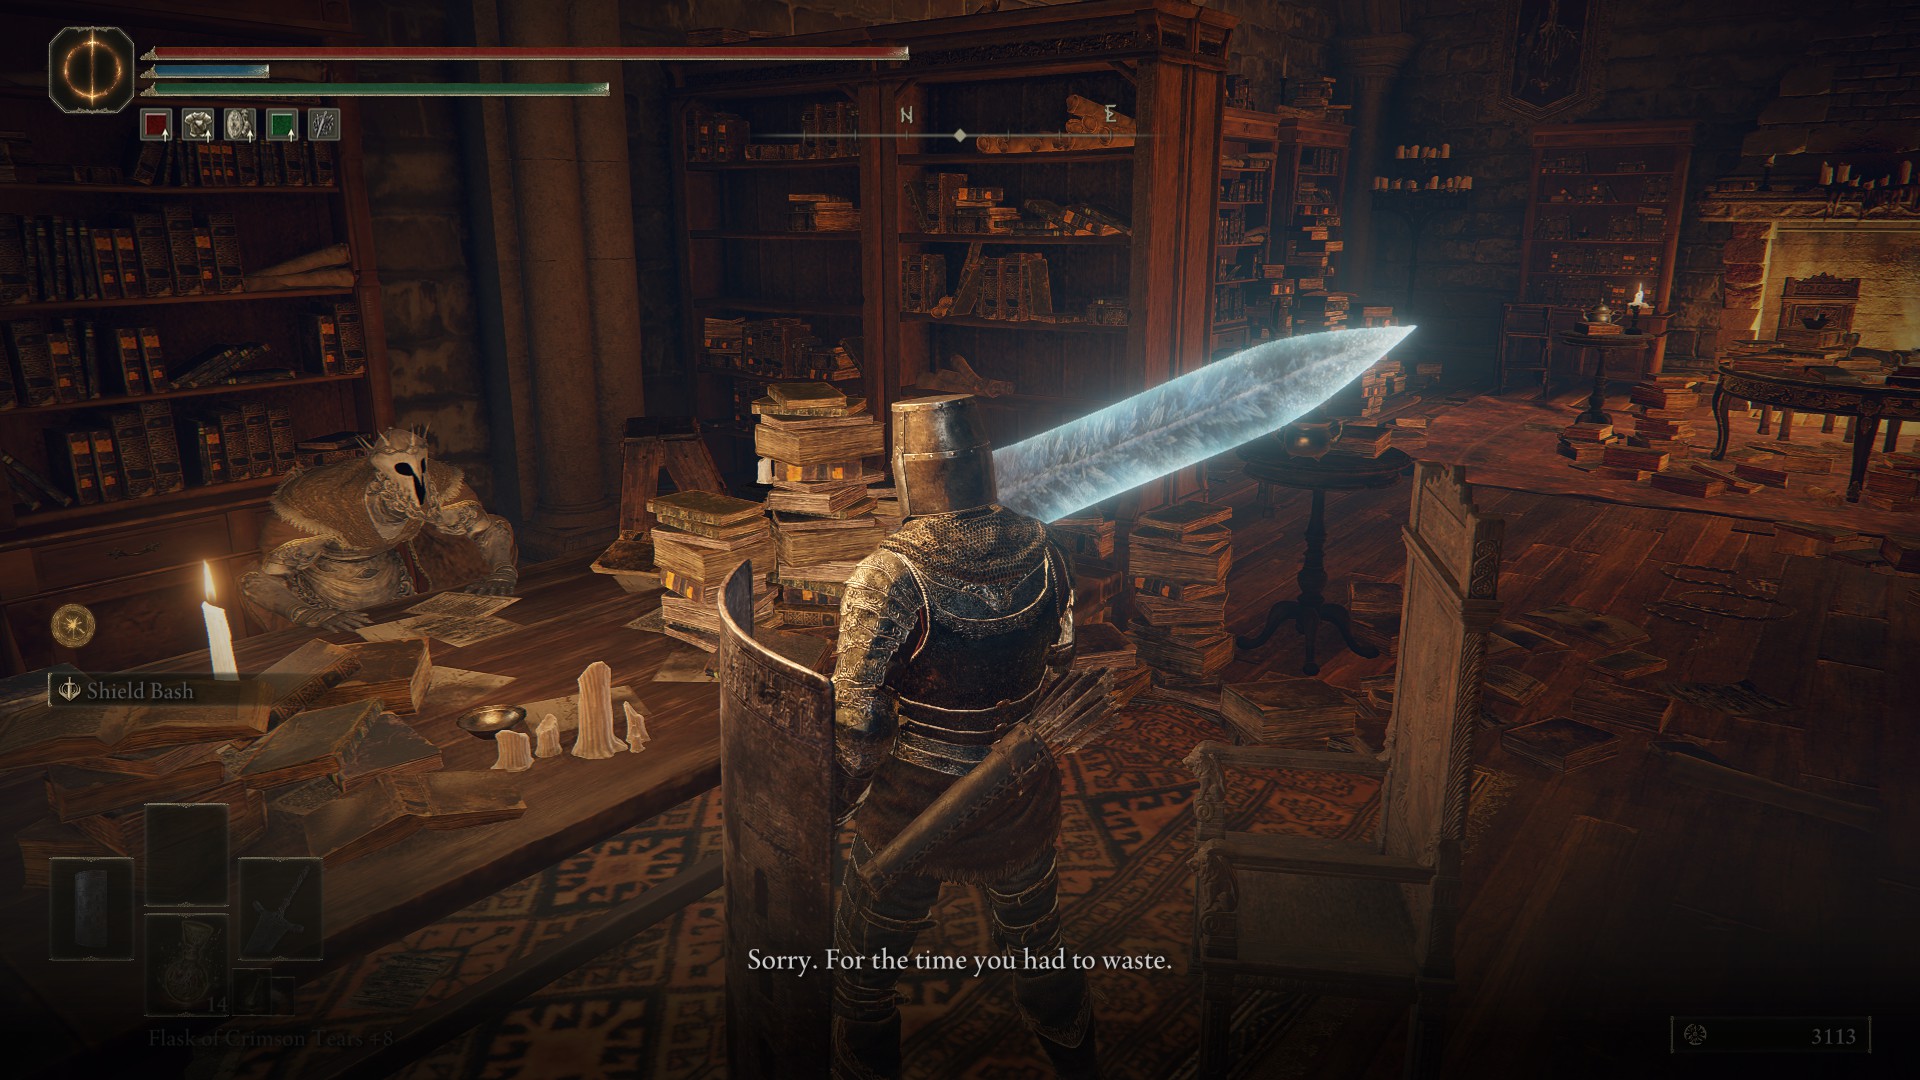 N
E
Shield Bash
Sorry. For the time you had to waste.
14
Flask of Crimson Tears +8
3113